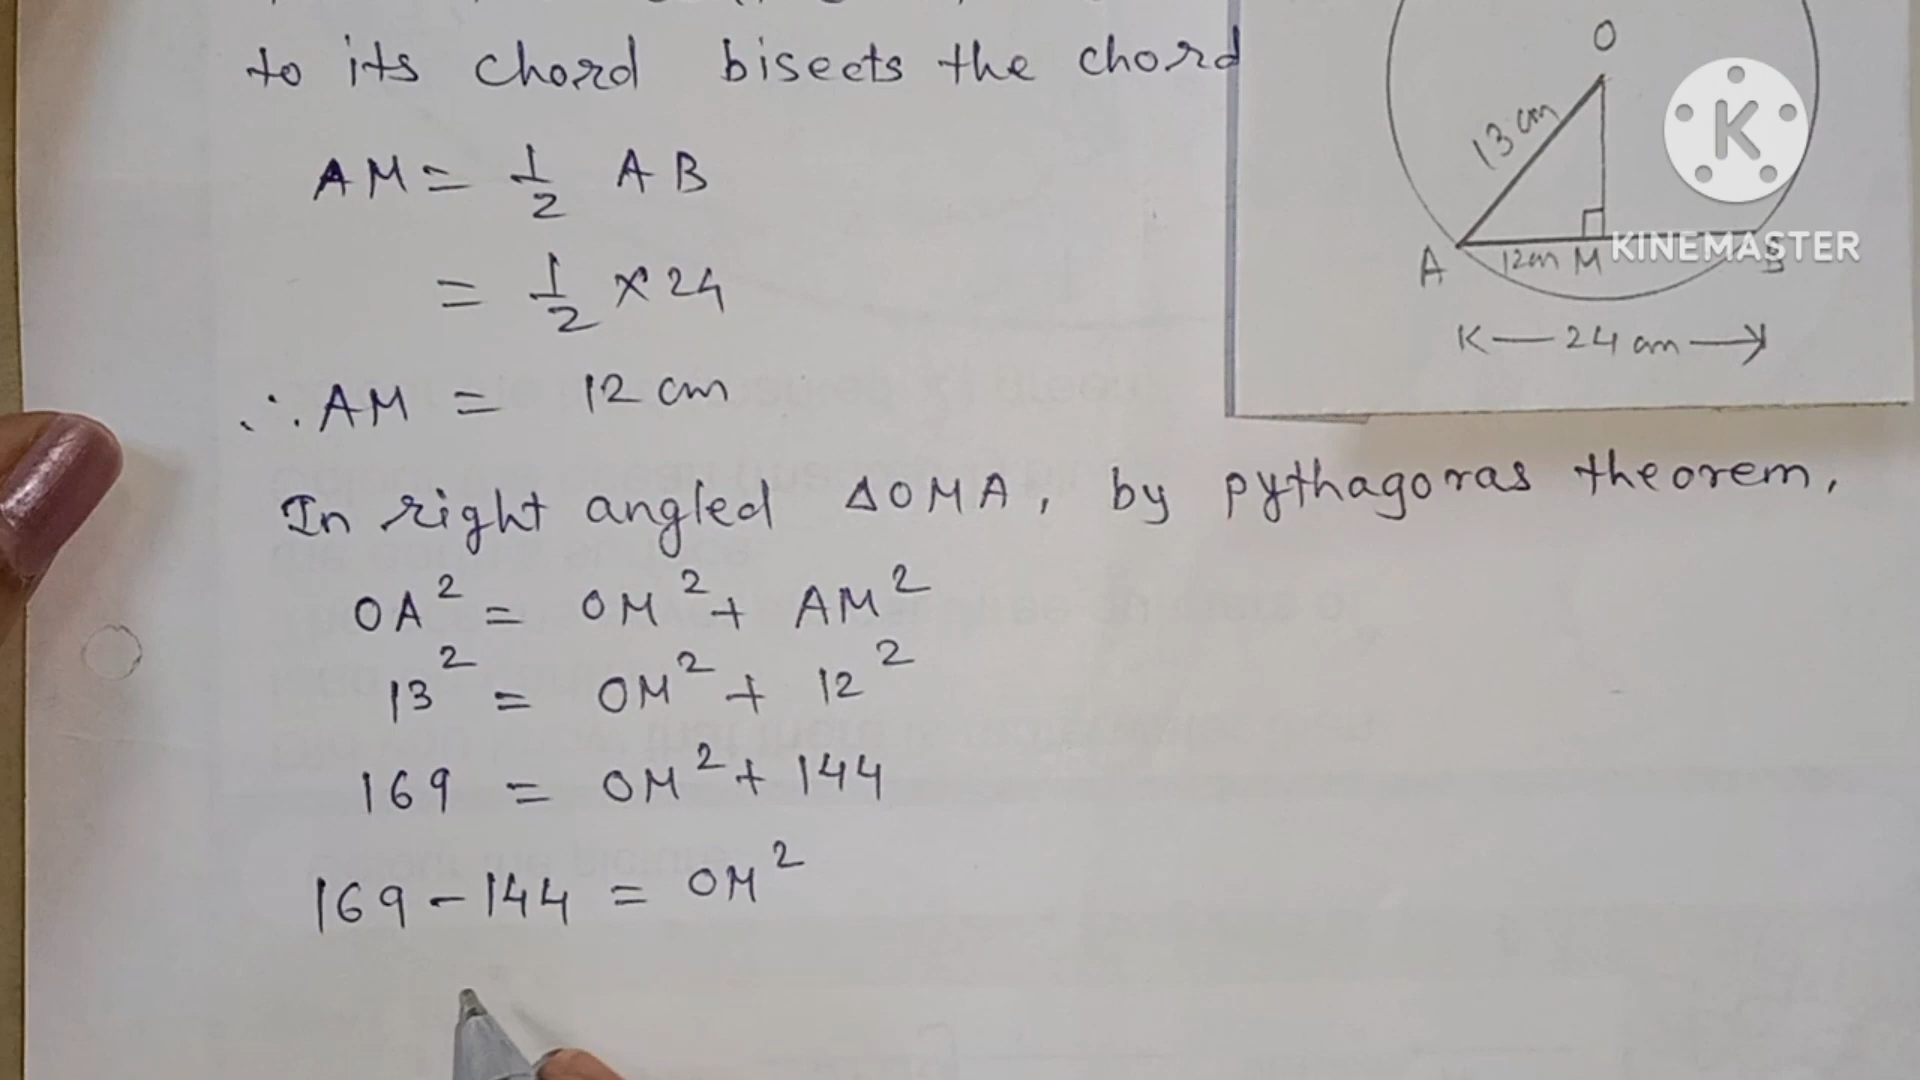 to its chord bisects the chord
AM = 1/2 AB
= 1/2 × 24
∴ AM = 12 cm
In right angled ΔOMA, by pythagoras theorem,
OA² = OM² + AM²
13² = OM² + 12²
169 = OM² + 144
169 - 144 = OM²
O
13 cm
K
KINEMASTER
A 12cm M B
24 cm